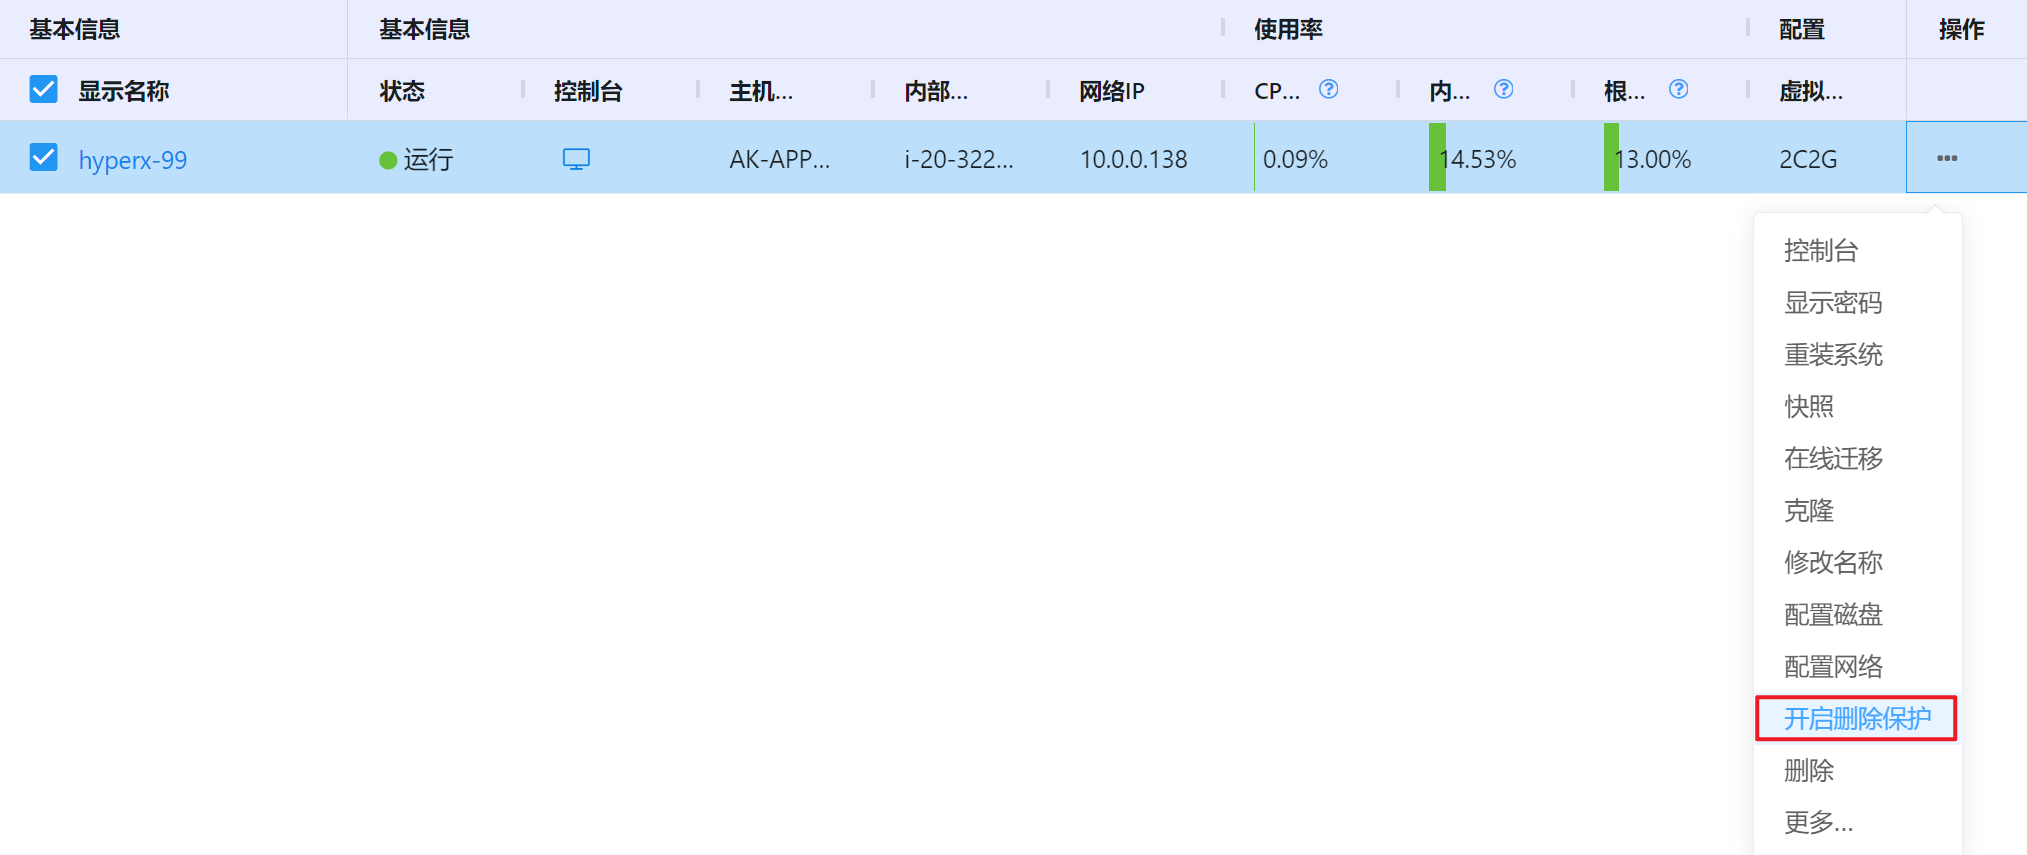 基本信息 基本信息 使用率 配置 操作
显示名称 状态 控制台 主机... 内部... 网络IP CP... 内... 根... 虚拟...
hyperx-99 运行 AK-APP... i-20-322... 10.0.0.138 0.09% 14.53% 13.00% 2C2G
控制台
显示密码
重装系统
快照
在线迁移
克隆
修改名称
配置磁盘
配置网络
开启删除保护
删除
更多...